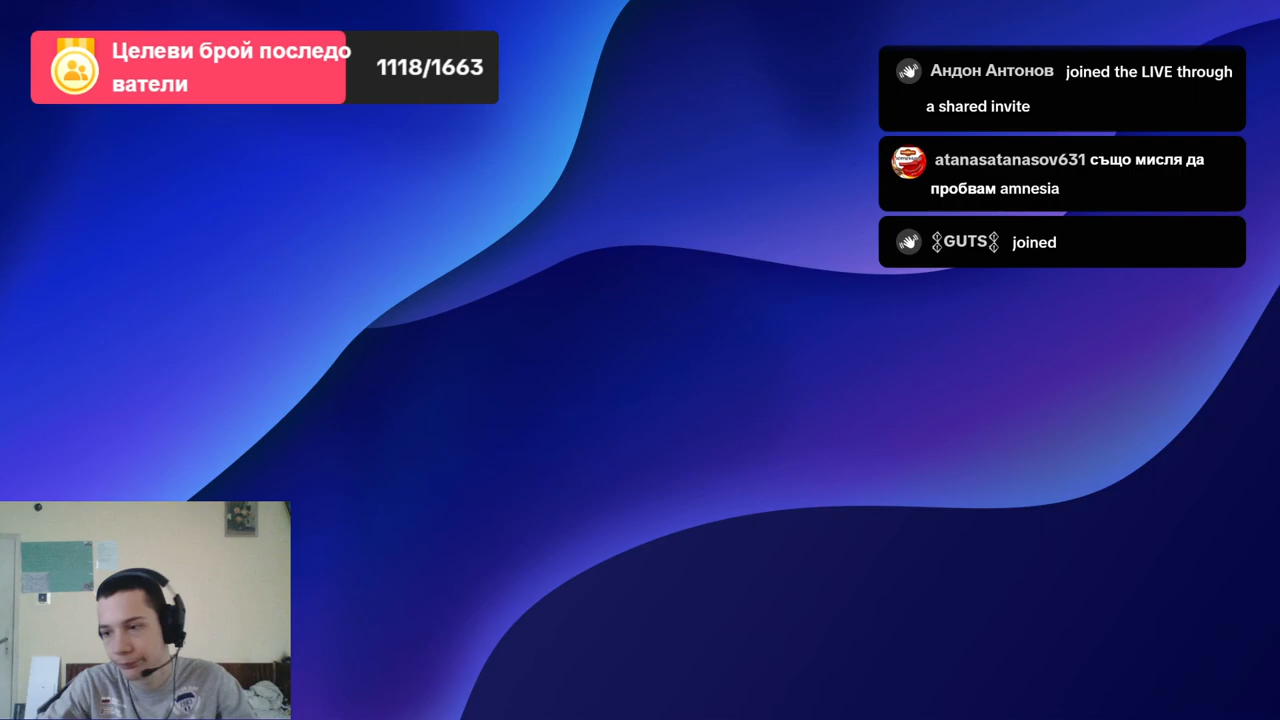 Целеви брой последо
ватели
1118/1663
Андон Антонов joined the LIVE through
a shared invite
atanasatanasov631 също мисля да
пробвам amnesia
GUTS joined